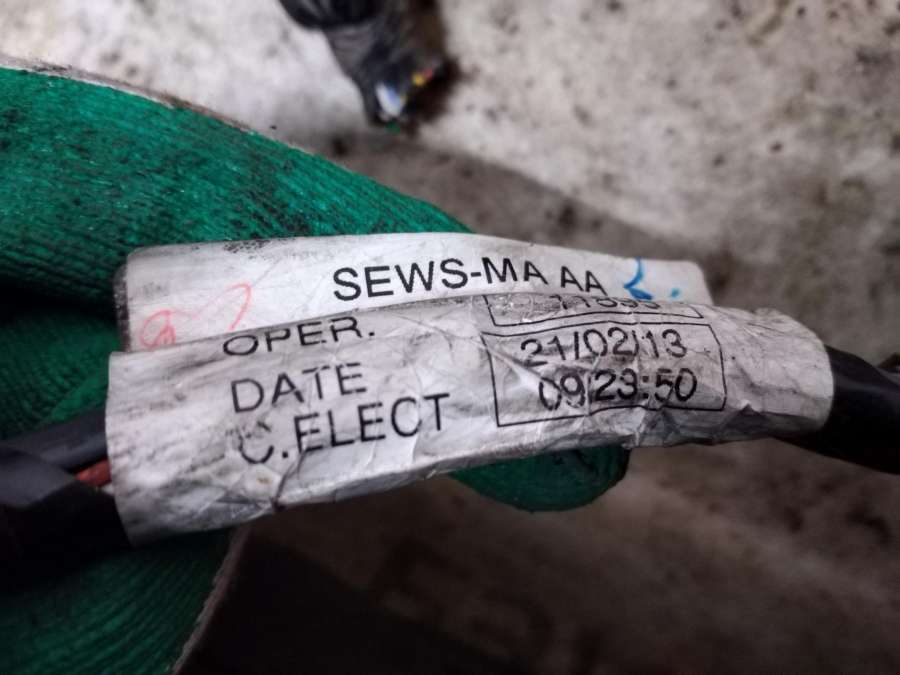 SEWS-MA AA
OPER.
DATE 21/02/13
C.ELECT 09:23:50